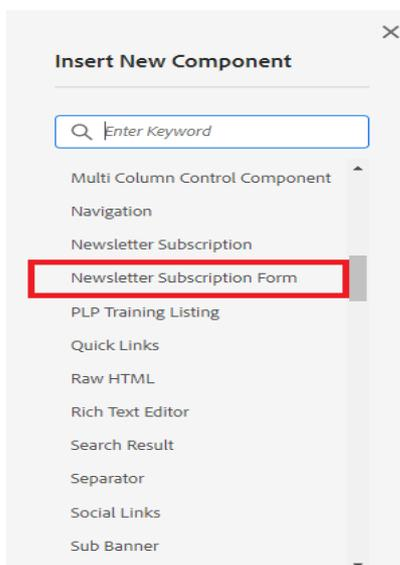 Insert New Component
Enter Keyword
Multi Column Control Component
Navigation
Newsletter Subscription
Newsletter Subscription Form
PLP Training Listing
Quick Links
Raw HTML
Rich Text Editor
Search Result
Separator
Social Links
Sub Banner